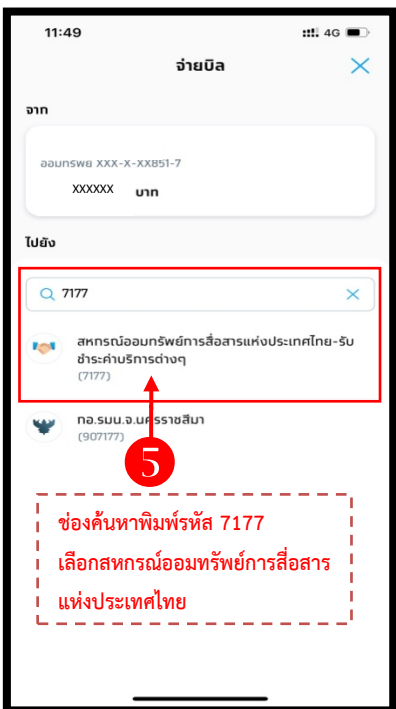 11:49
4G
จ่ายบิล
จาก
ออมทรัพย์ XXX-X-XX851-7
XXXXXX บาท
ไปยัง
7177
สหกรณ์ออมทรัพย์การสื่อสารแห่งประเทศไทย-รับ
ชำระค่าบริการต่างๆ
(7177)
กอ.รมน.จ.นครราชสีมา
(907177)
5
ช่องค้นหาพิมพ์รหัส 7177
เลือกสหกรณ์ออมทรัพย์การสื่อสาร
แห่งประเทศไทย